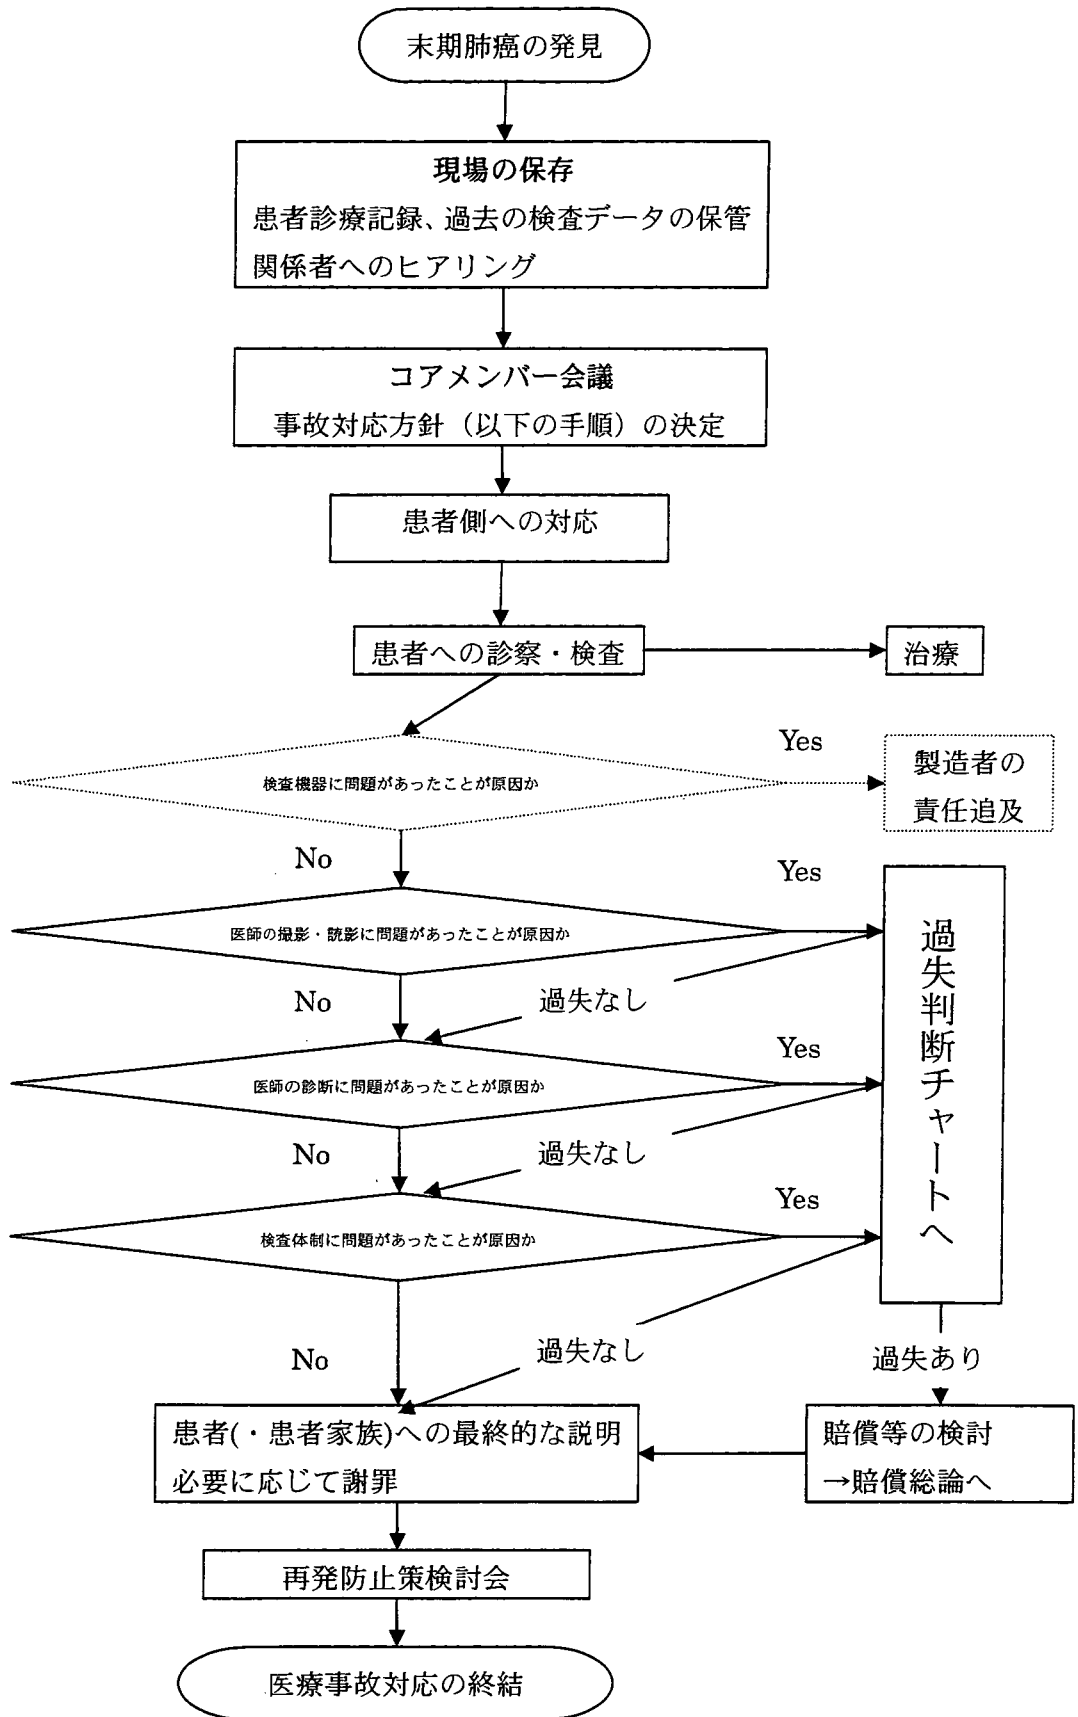 末期肺癌の発見
現場の保存
患者診療記録、過去の検査データの保管
関係者へのヒアリング
コアメンバー会議
事故対応方針（以下の手順）の決定
患者側への対応
患者への診察・検査
治療
検査機器に問題があったことが原因か
Yes
製造者の
責任追及
No
医師の撮影・読影に問題があったことが原因か
Yes
過失判断チャートへ
No
過失なし
医師の診断に問題があったことが原因か
Yes
No
過失なし
検査体制に問題があったことが原因か
Yes
No
過失なし
過失あり
患者(・患者家族)への最終的な説明
必要に応じて謝罪
賠償等の検討
→賠償総論へ
再発防止策検討会
医療事故対応の終結